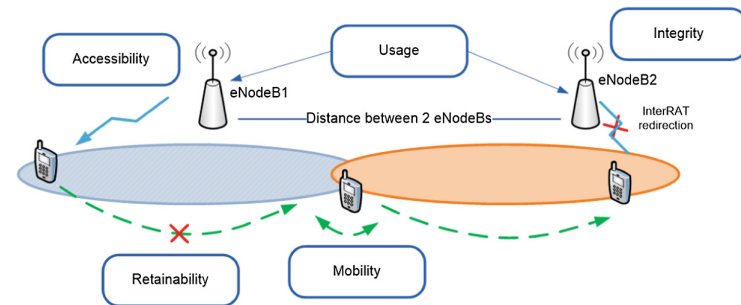 Accessibility
Usage
Integrity
eNodeB1
eNodeB2
Distance between 2 eNodeBs
InterRAT
redirection
Retainability
Mobility